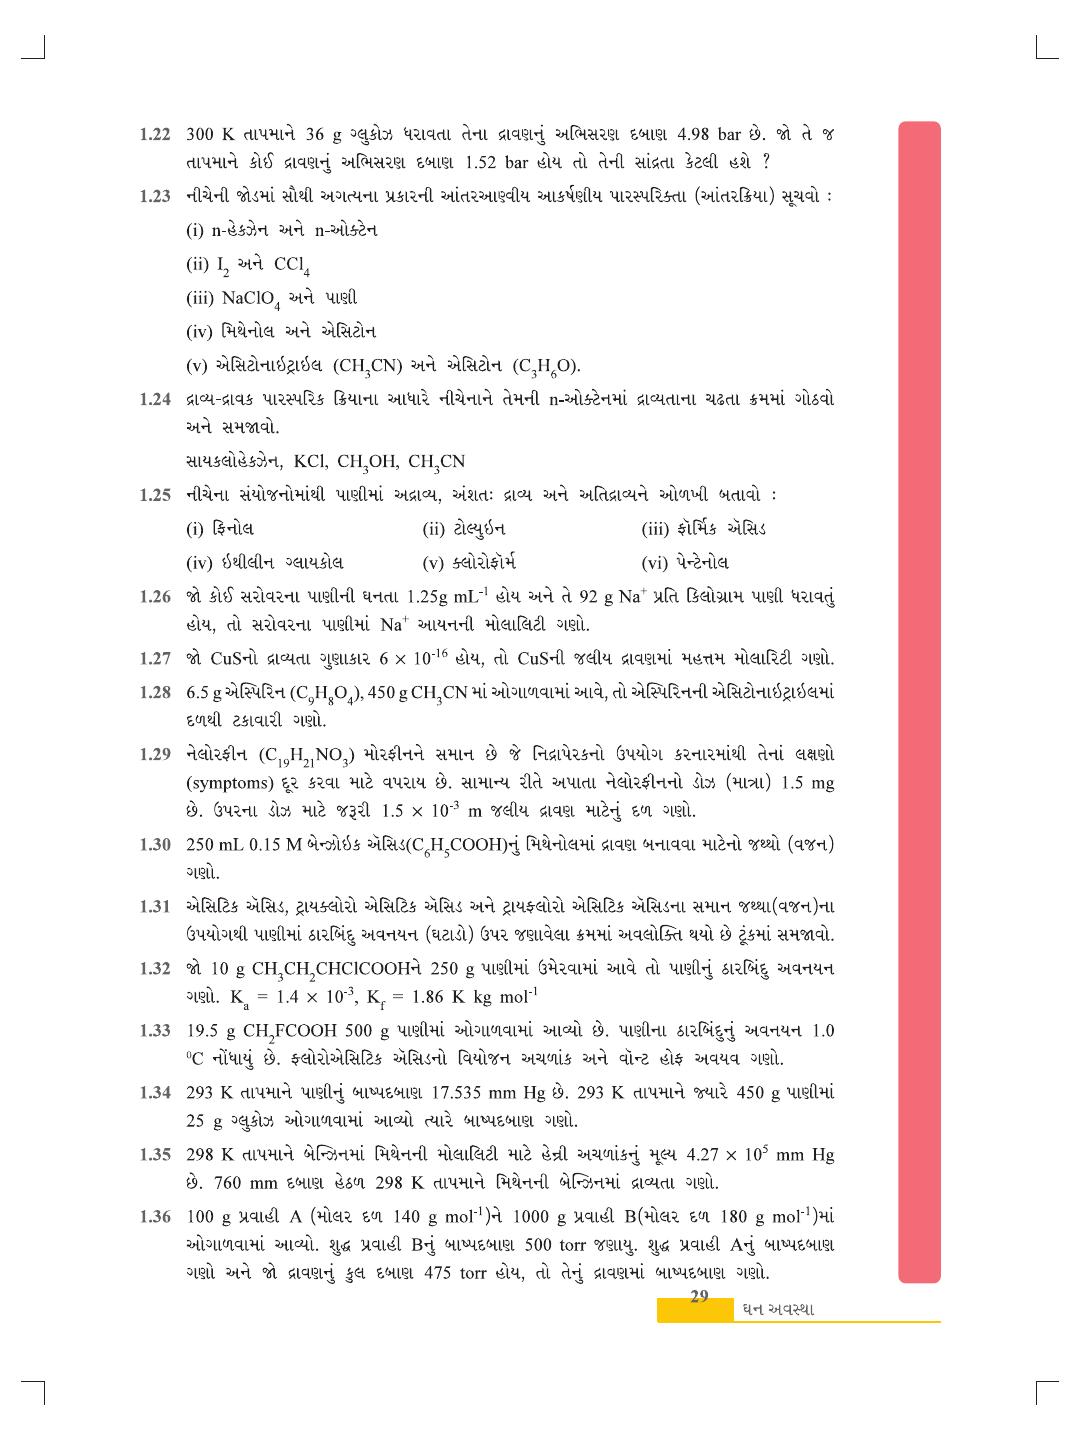 1.22 300 K તાપમાને 36 g ગ્લુકોઝ ધરાવતા તેના દ્રાવણનું અભિસરણ દબાણ 4.98 bar છે. જો તે જ
તાપમાને કોઈ દ્રાવણનું અભિસરણ દબાણ 1.52 bar હોય તો તેની સાંદ્રતા કેટલી હશે ?
1.23 નીચેની જોડમાં સૌથી અગત્યના પ્રકારની આંતરઆણ્વીય આકર્ષણીય પારસ્પરિક્તા (આંતરક્રિયા) સૂચવો :
(i) n-હેકઝેન અને n-ઓક્ટેન
(ii) I₂ અને CCl₄
(iii) NaClO₄ અને પાણી
(iv) મિથેનોલ અને એસિટોન
(v) એસિટોનાઇટ્રાઇલ (CH₃CN) અને એસિટોન (C₃H₆O).
1.24 દ્રાવ્ય-દ્રાવક પારસ્પરિક ક્રિયાના આધારે નીચેનાને તેમની n-ઓક્ટેનમાં દ્રાવ્યતાના ચઢતા ક્રમમાં ગોઠવો
અને સમજાવો.
સાયકલોહેકઝેન, KCl, CH₃OH, CH₃CN
1.25 નીચેના સંયોજનોમાંથી પાણીમાં અદ્રાવ્ય, અંશતઃ દ્રાવ્ય અને અતિદ્રાવ્યને ઓળખી બતાવો :
(i) ફિનોલ (ii) ટોલ્યુઇન (iii) ફૉર્મિક ઍસિડ
(iv) ઇથીલીન ગ્લાયકોલ (v) ક્લોરોફૉર્મ (vi) પેન્ટેનોલ
1.26 જો કોઈ સરોવરના પાણીની ઘનતા 1.25g mL⁻¹ હોય અને તે 92 g Na⁺ પ્રતિ કિલોગ્રામ પાણી ધરાવતું
હોય, તો સરોવરના પાણીમાં Na⁺ આયનની મોલાલિટી ગણો.
1.27 જો CuSનો દ્રાવ્યતા ગુણાકાર 6 × 10⁻¹⁶ હોય, તો CuSની જલીય દ્રાવણમાં મહત્તમ મોલારિટી ગણો.
1.28 6.5 g એસ્પિરિન (C₉H₈O₄), 450 g CH₃CN માં ઓગાળવામાં આવે, તો એસ્પિરિનની એસિટોનાઇટ્રાઇલમાં
દળથી ટકાવારી ગણો.
1.29 નેલોરફીન (C₁₉H₂₁NO₃) મોરફીનને સમાન છે જે નિદ્રાપેરકનો ઉપયોગ કરનારમાંથી તેનાં લક્ષણો
(symptoms) દૂર કરવા માટે વપરાય છે. સામાન્ય રીતે અપાતા નેલોરફીનનો ડોઝ (માત્રા) 1.5 mg
છે. ઉપરના ડોઝ માટે જરૂરી 1.5 × 10⁻³ m જલીય દ્રાવણ માટેનું દળ ગણો.
1.30 250 mL 0.15 M બેન્ઝોઇક ઍસિડ(C₆H₅COOH)નું મિથેનોલમાં દ્રાવણ બનાવવા માટેનો જથ્થો (વજન)
ગણો.
1.31 એસિટિક ઍસિડ, ટ્રાયક્લોરો એસિટિક ઍસિડ અને ટ્રાયફ્લોરો એસિટિક ઍસિડના સમાન જથ્થા(વજન)ના
ઉપયોગથી પાણીમાં ઠારબિંદુ અવનયન (ઘટાડો) ઉપર જણાવેલા ક્રમમાં અવલોક્તિ થયો છે ટૂંકમાં સમજાવો.
1.32 જો 10 g CH₃CH₂CHClCOOHને 250 g પાણીમાં ઉમેરવામાં આવે તો પાણીનું ઠારબિંદુ અવનયન
ગણો. Kₐ = 1.4 × 10⁻³, K<sub>f</sub> = 1.86 K kg mol⁻¹
1.33 19.5 g CH₂FCOOH 500 g પાણીમાં ઓગાળવામાં આવ્યો છે. પાણીના ઠારબિંદુનું અવનયન 1.0
⁰C નોંધાયું છે. ફ્લોરોએસિટિક ઍસિડનો વિયોજન અચળાંક અને વૉન્ટ હોફ અવયવ ગણો.
1.34 293 K તાપમાને પાણીનું બાષ્પદબાણ 17.535 mm Hg છે. 293 K તાપમાને જ્યારે 450 g પાણીમાં
25 g ગ્લુકોઝ ઓગાળવામાં આવ્યો ત્યારે બાષ્પદબાણ ગણો.
1.35 298 K તાપમાને બેન્ઝિનમાં મિથેનની મોલાલિટી માટે હેન્રી અચળાંકનું મૂલ્ય 4.27 × 10⁵ mm Hg
છે. 760 mm દબાણ હેઠળ 298 K તાપમાને મિથેનની બેન્ઝિનમાં દ્રાવ્યતા ગણો.
1.36 100 g પ્રવાહી A (મોલર દળ 140 g mol⁻¹)ને 1000 g પ્રવાહી B(મોલર દળ 180 g mol⁻¹)માં
ઓગાળવામાં આવ્યો. શુદ્ધ પ્રવાહી Bનું બાષ્પદબાણ 500 torr જણાયુ. શુદ્ધ પ્રવાહી Aનું બાષ્પદબાણ
ગણો અને જો દ્રાવણનું કુલ દબાણ 475 torr હોય, તો તેનું દ્રાવણમાં બાષ્પદબાણ ગણો.
29
ઘન અવસ્થા